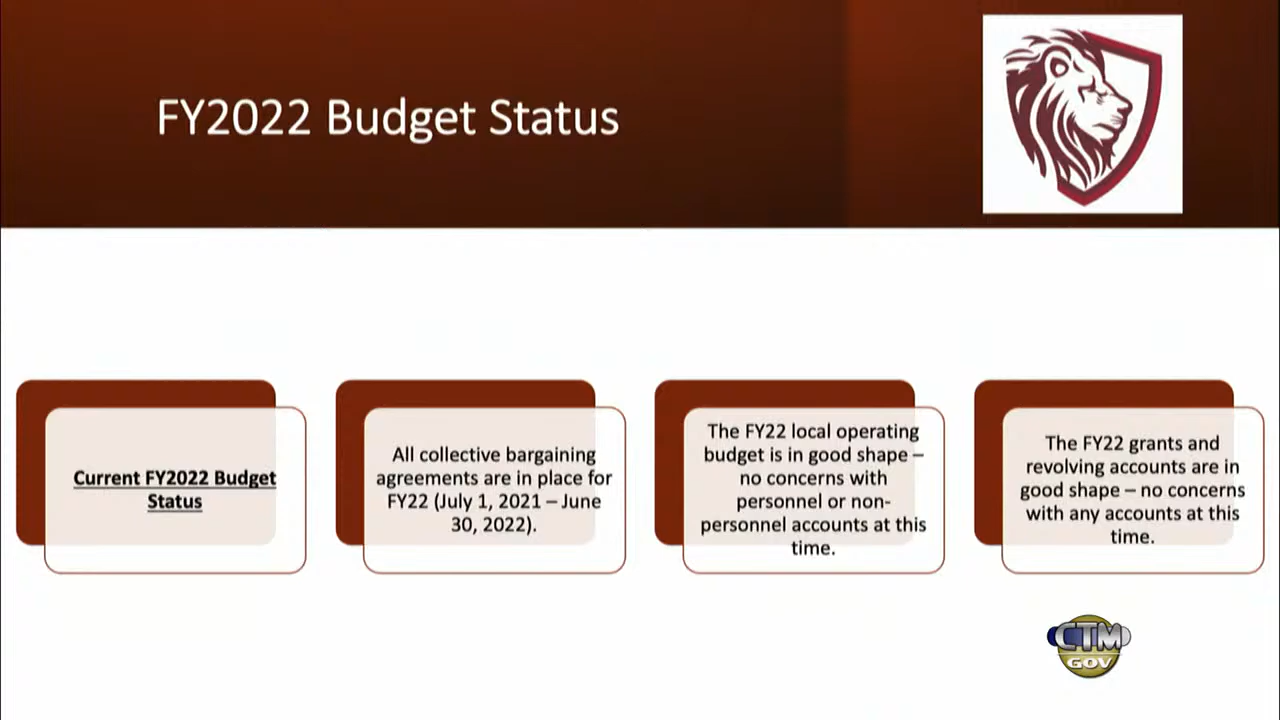 FY2022 Budget Status
Current FY2022 Budget
Status
All collective bargaining
agreements are in place for
FY22 (July 1, 2021 – June
30, 2022).
The FY22 local operating
budget is in good shape –
no concerns with
personnel or non-
personnel accounts at this
time.
The FY22 grants and
revolving accounts are in
good shape – no concerns
with any accounts at this
time.
CTM
GOV